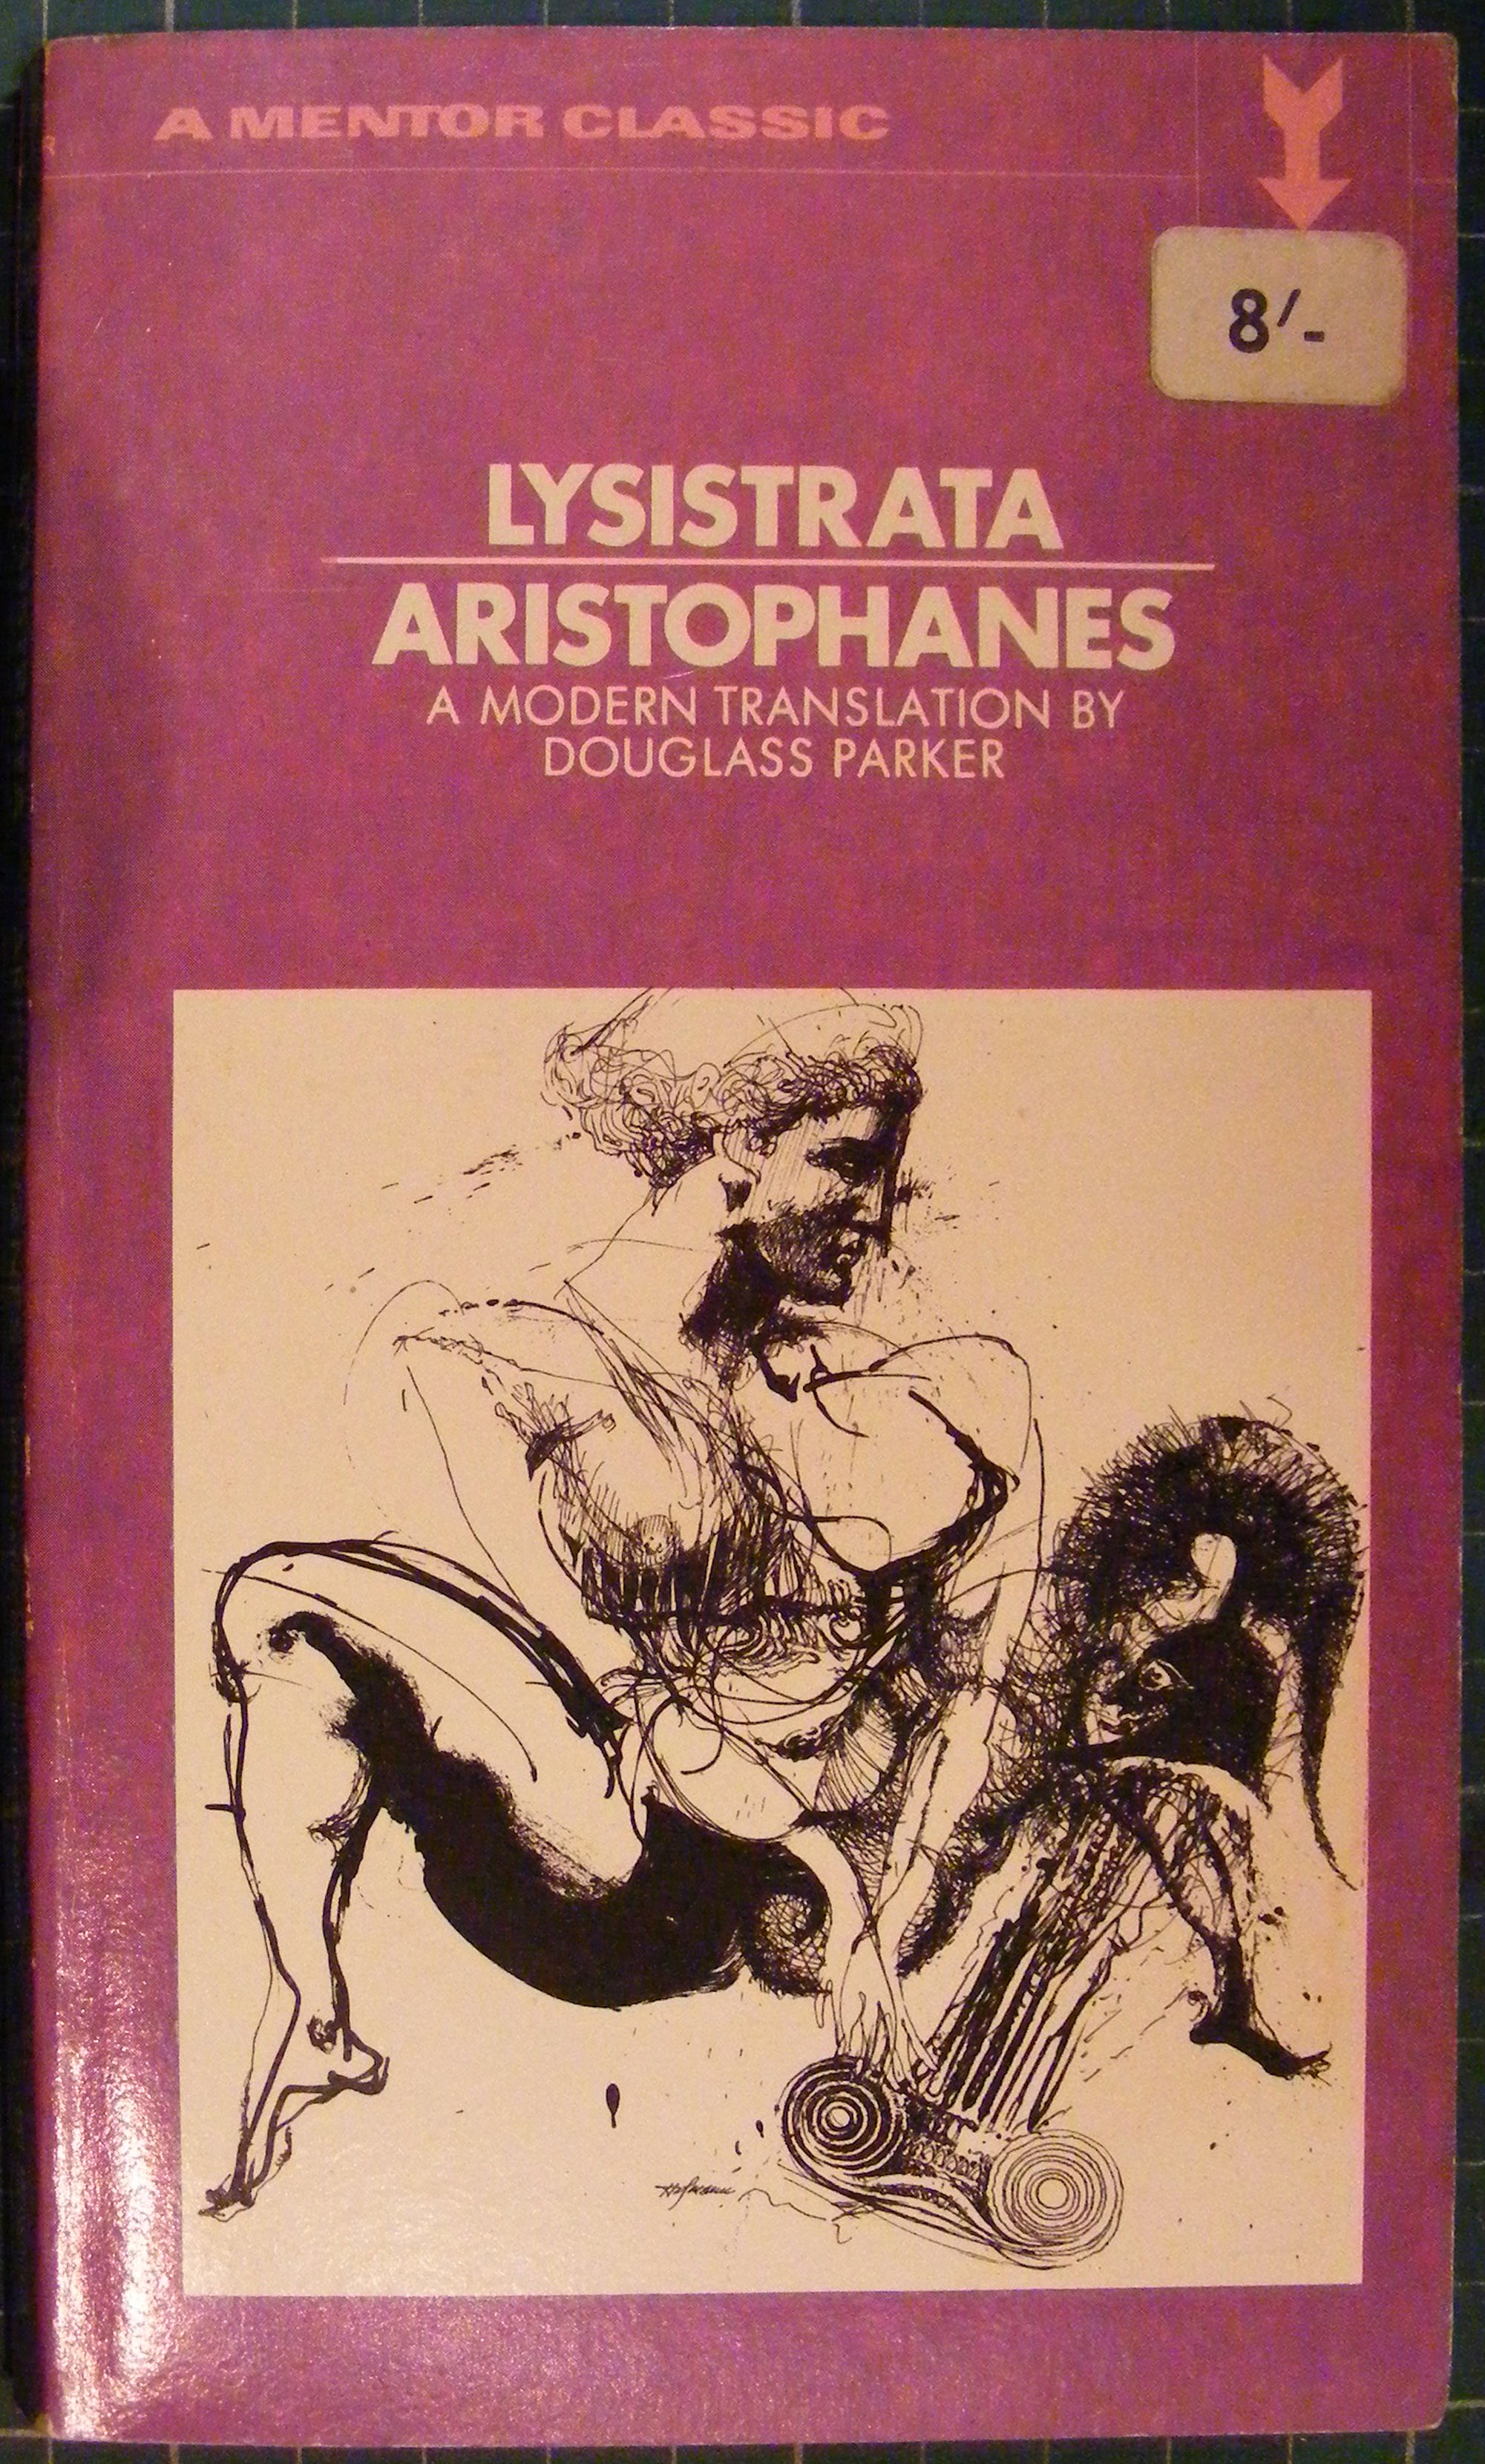 A MENTOR CLASSIC
8/-
LYSISTRATA
ARISTOPHANES
A MODERN TRANSLATION BY
DOUGLASS PARKER